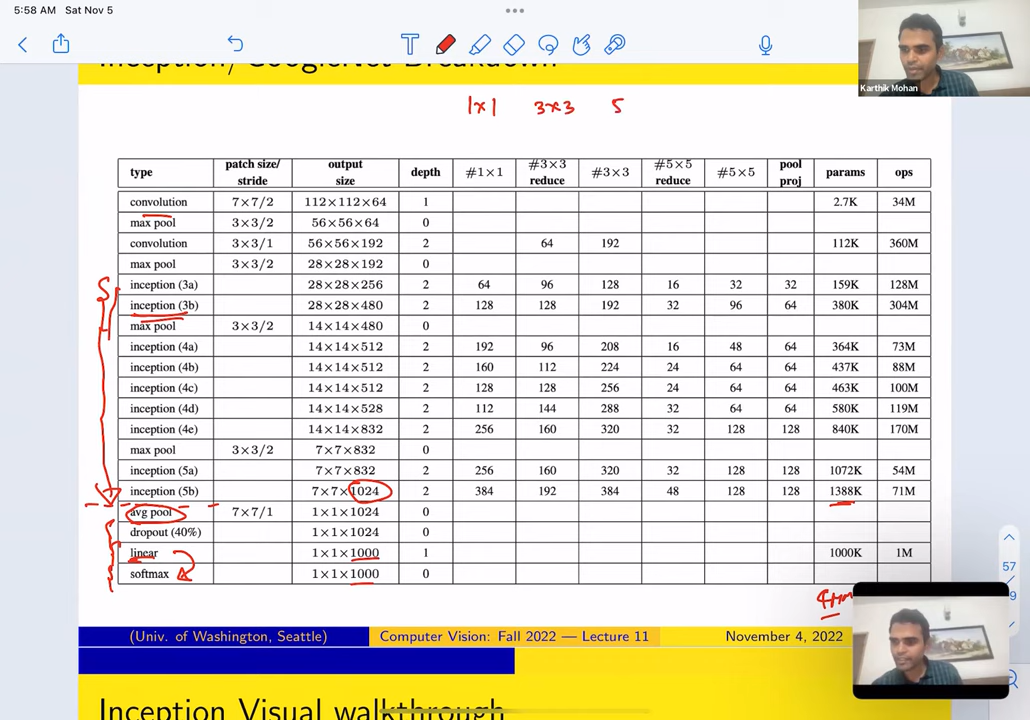 5:58 AM Sat Nov 5
Karthik Mohan
Inception/ GoogleNet Breakdown
1x1 3x3 5
type patch size/ stride output size depth #1×1 #3×3 reduce #3×3 #5×5 reduce #5×5 pool proj params ops
convolution 7×7/2 112×112×64 1 2.7K 34M
max pool 3×3/2 56×56×64 0
convolution 3×3/1 56×56×192 2 64 192 112K 360M
max pool 3×3/2 28×28×192 0
inception (3a) 28×28×256 2 64 96 128 16 32 32 159K 128M
inception (3b) 28×28×480 2 128 128 192 32 96 64 380K 304M
max pool 3×3/2 14×14×480 0
inception (4a) 14×14×512 2 192 96 208 16 48 64 364K 73M
inception (4b) 14×14×512 2 160 112 224 24 64 64 437K 88M
inception (4c) 14×14×512 2 128 128 256 24 64 64 463K 100M
inception (4d) 14×14×528 2 112 144 288 32 64 64 580K 119M
inception (4e) 14×14×832 2 256 160 320 32 128 128 840K 170M
max pool 3×3/2 7×7×832 0
inception (5a) 7×7×832 2 256 160 320 32 128 128 1072K 54M
inception (5b) 7×7×1024 2 384 192 384 48 128 128 1388K 71M
avg pool 7×7/1 1×1×1024 0
dropout (40%) 1×1×1024 0
linear 1×1×1000 1 1000K 1M
softmax 1×1×1000 0
57
9
(Univ. of Washington, Seattle) Computer Vision: Fall 2022 — Lecture 11 November 4, 2022
Inception Visual walkthrough